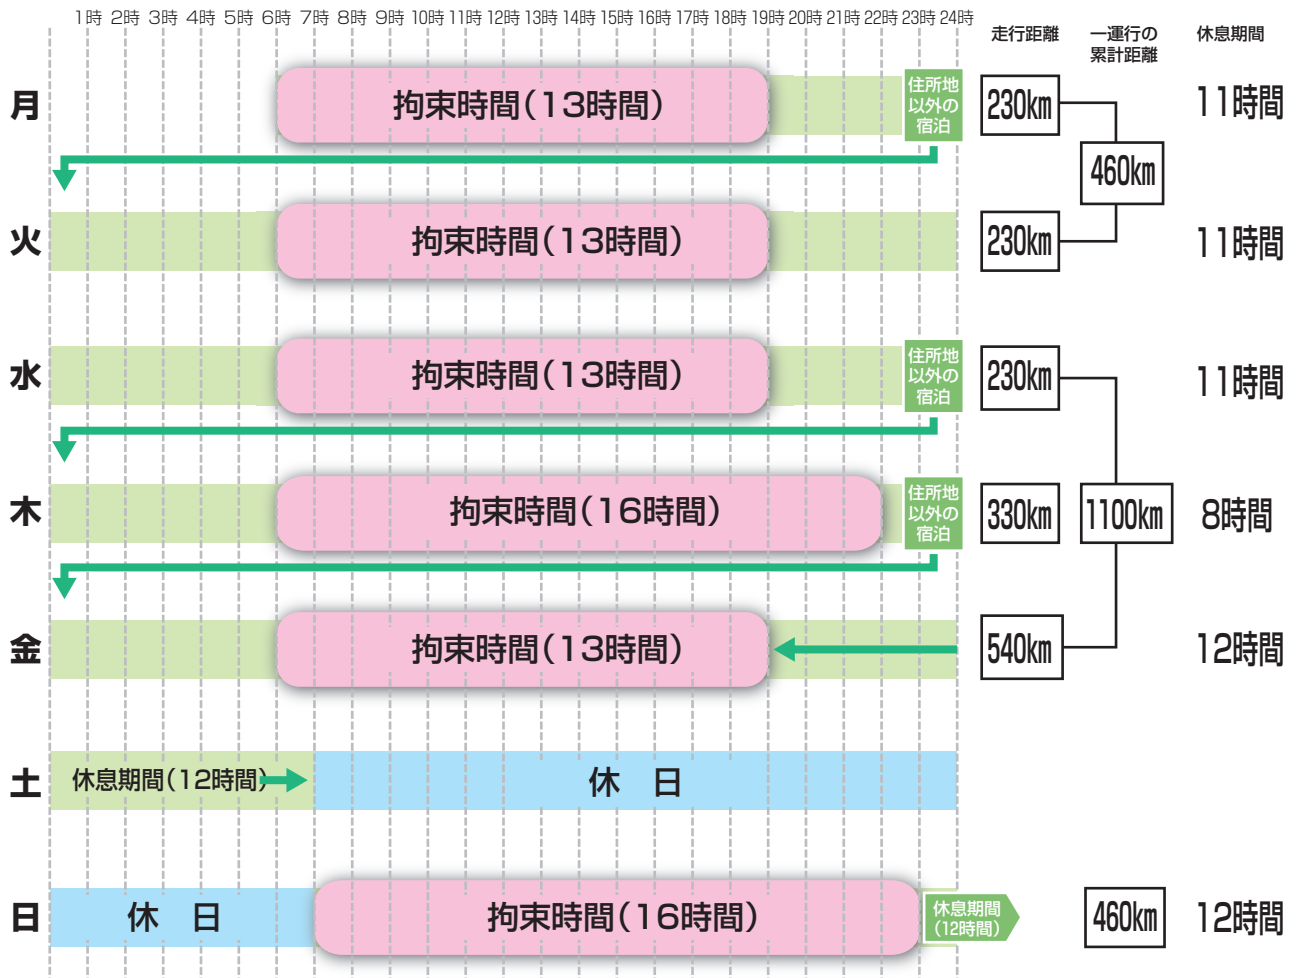 1時 2時 3時 4時 5時 6時 7時 8時 9時 10時 11時 12時 13時 14時 15時 16時 17時 18時 19時 20時 21時 22時 23時 24時
走行距離
一運行の
累計距離
休息期間
月
拘束時間(13時間)
住所地
以外の
宿泊
230km
11時間
460km
火
拘束時間(13時間)
230km
11時間
水
拘束時間(13時間)
住所地
以外の
宿泊
230km
11時間
木
拘束時間(16時間)
住所地
以外の
宿泊
330km
1100km
8時間
金
拘束時間(13時間)
540km
12時間
土
休息期間(12時間)
休 日
日
休 日
拘束時間(16時間)
休息期間
(12時間)
460km
12時間